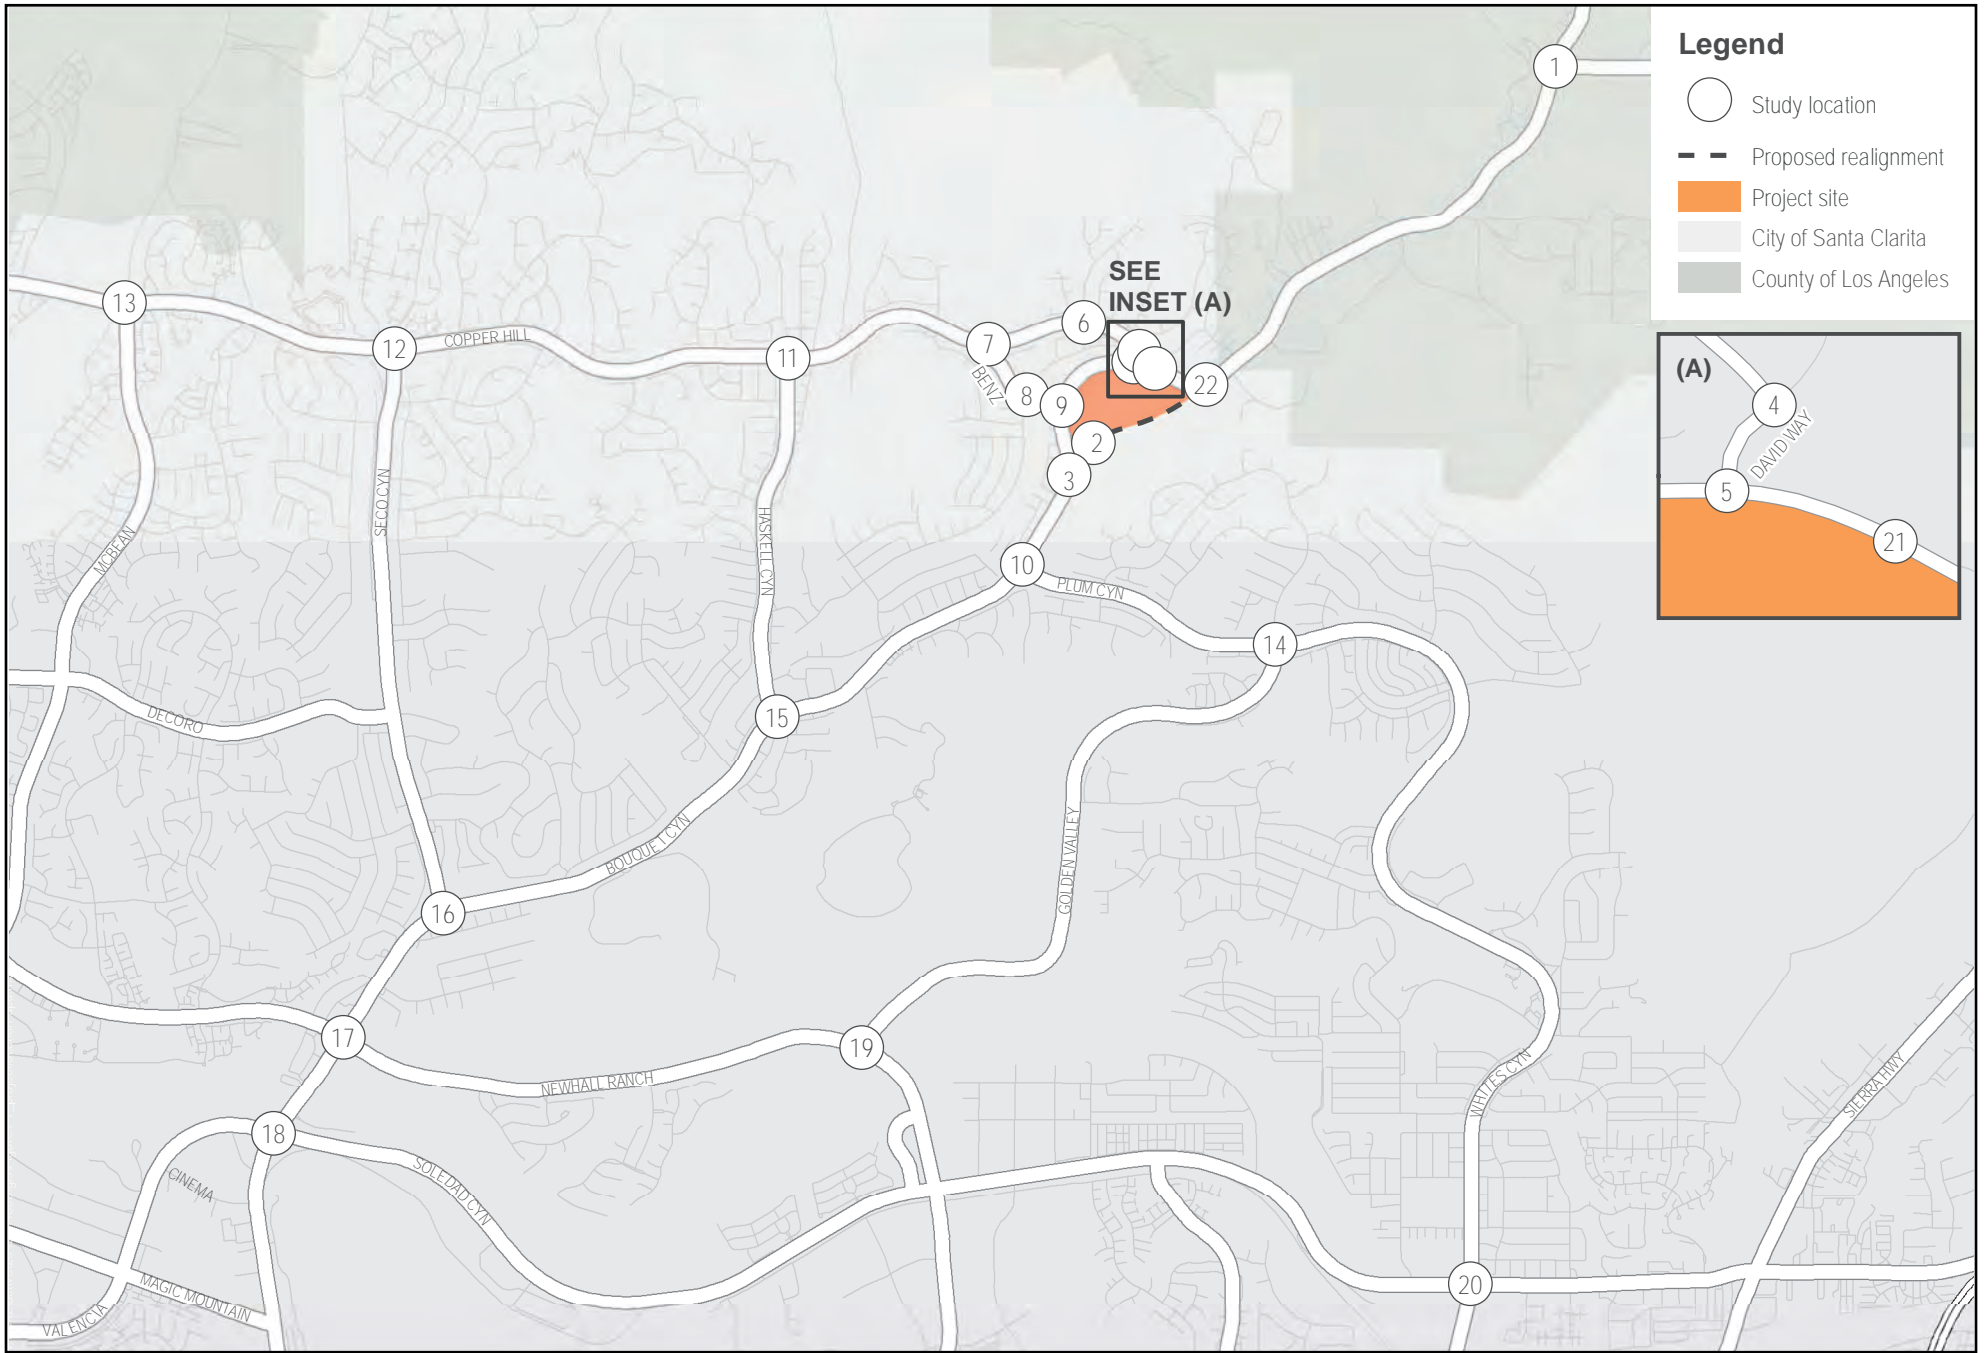 Legend
Study location
Proposed realignment
Project site
City of Santa Clarita
County of Los Angeles
1
SEE
INSET (A)
13
12
COPPER HILL
11
7
6
BENZ
8
9
22
2
3
(A)
4
DAVID WAY
5
21
MCBEAN
SECO CYN
HASKELL CYN
10
PLUM CYN
14
DECORO
15
BOUQUET CYN
GOLDEN VALLEY
16
17
NEWHALL RANCH
19
WHITES CYN
SIERRA HWY
18
CINEMA
SOLEDAD CYN
20
MAGIC MOUNTAIN
VALENCIA